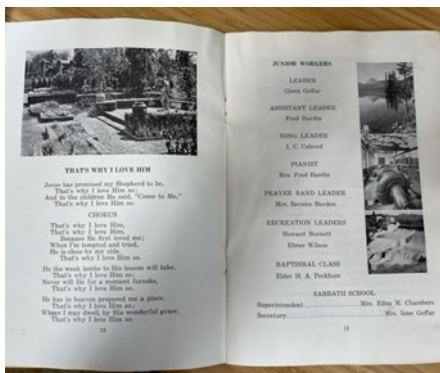 THAT'S WHY I LOVE HIM
Jesus has promised my Shepherd to be,
That's why I love Him so;
And to the children He said, "Come to Me,"
That's why I love Him so.
CHORUS
That's why I love Him,
That's why I love Him,
Because He first loved me;
When I'm tempted and tried,
He is close by my side,
That's why I love Him so.
He the weak lambs to His bosom will take,
That's why I love Him so;
Never will He for a moment forsake,
That's why I love Him so.
He has in heaven prepared me a place,
That's why I love Him so;
Where I may dwell, by His wonderful grace,
That's why I love Him so.
12
JUNIOR WORKERS
LEADER
Glenn Goffar
ASSISTANT LEADER
Fred Hardin
SONG LEADER
I. C. Concord
PIANIST
Mrs. Fred Hardin
PRAYER BAND LEADER
Mrs. Bernice Burden
RECREATION LEADERS
Howard Barnett
Elmer Wilson
BAPTISMAL CLASS
Elder H. A. Peckham
SABBATH SCHOOL
Superintendent Mrs. Edna M. Chambers
Secretary Mrs. Ione Goffar
13